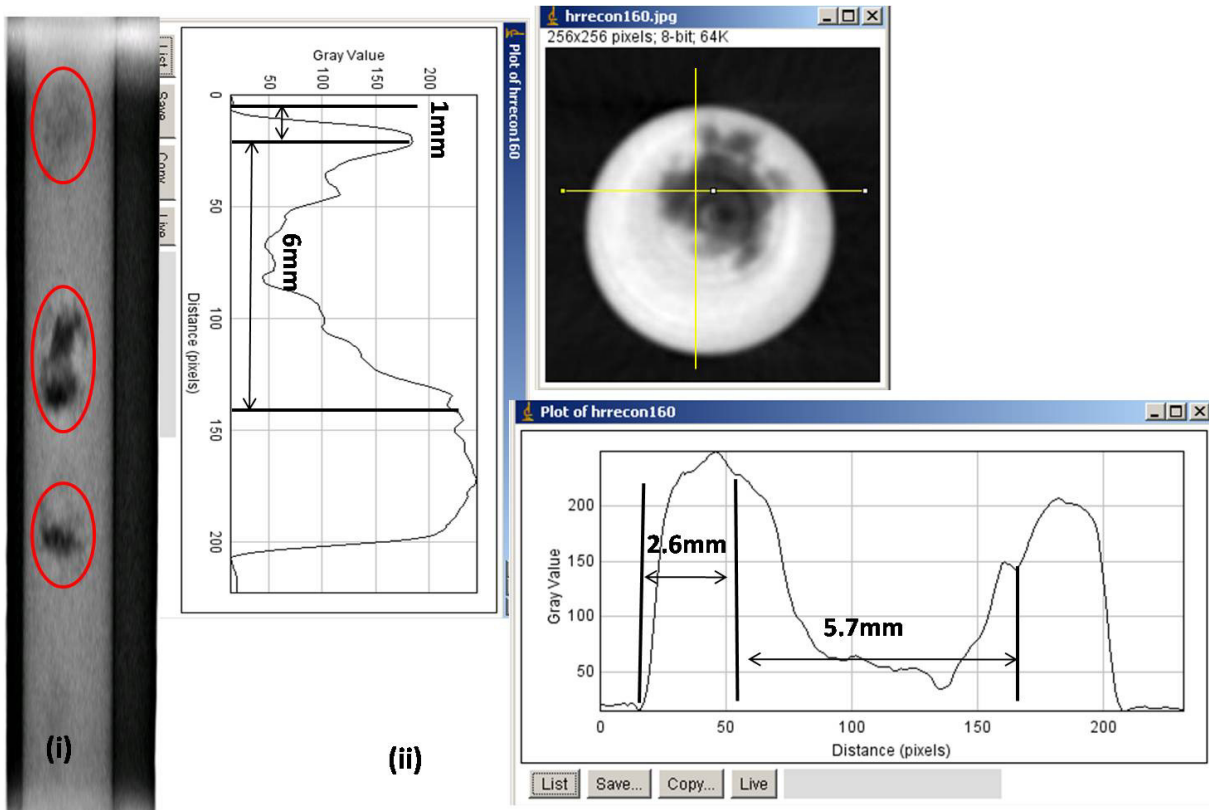 (i)
List
Save
Copy
Live
Gray Value
50
100
150
200
0
50
100
150
200
Distance (pixels)
1mm
6mm
Plot of hrrecon160
(ii)
hrrecon160.jpg
256x256 pixels; 8-bit; 64K
Plot of hrrecon160
200
150
100
50
Gray Value
2.6mm
5.7mm
0
50
100
150
200
Distance (pixels)
List
Save...
Copy...
Live